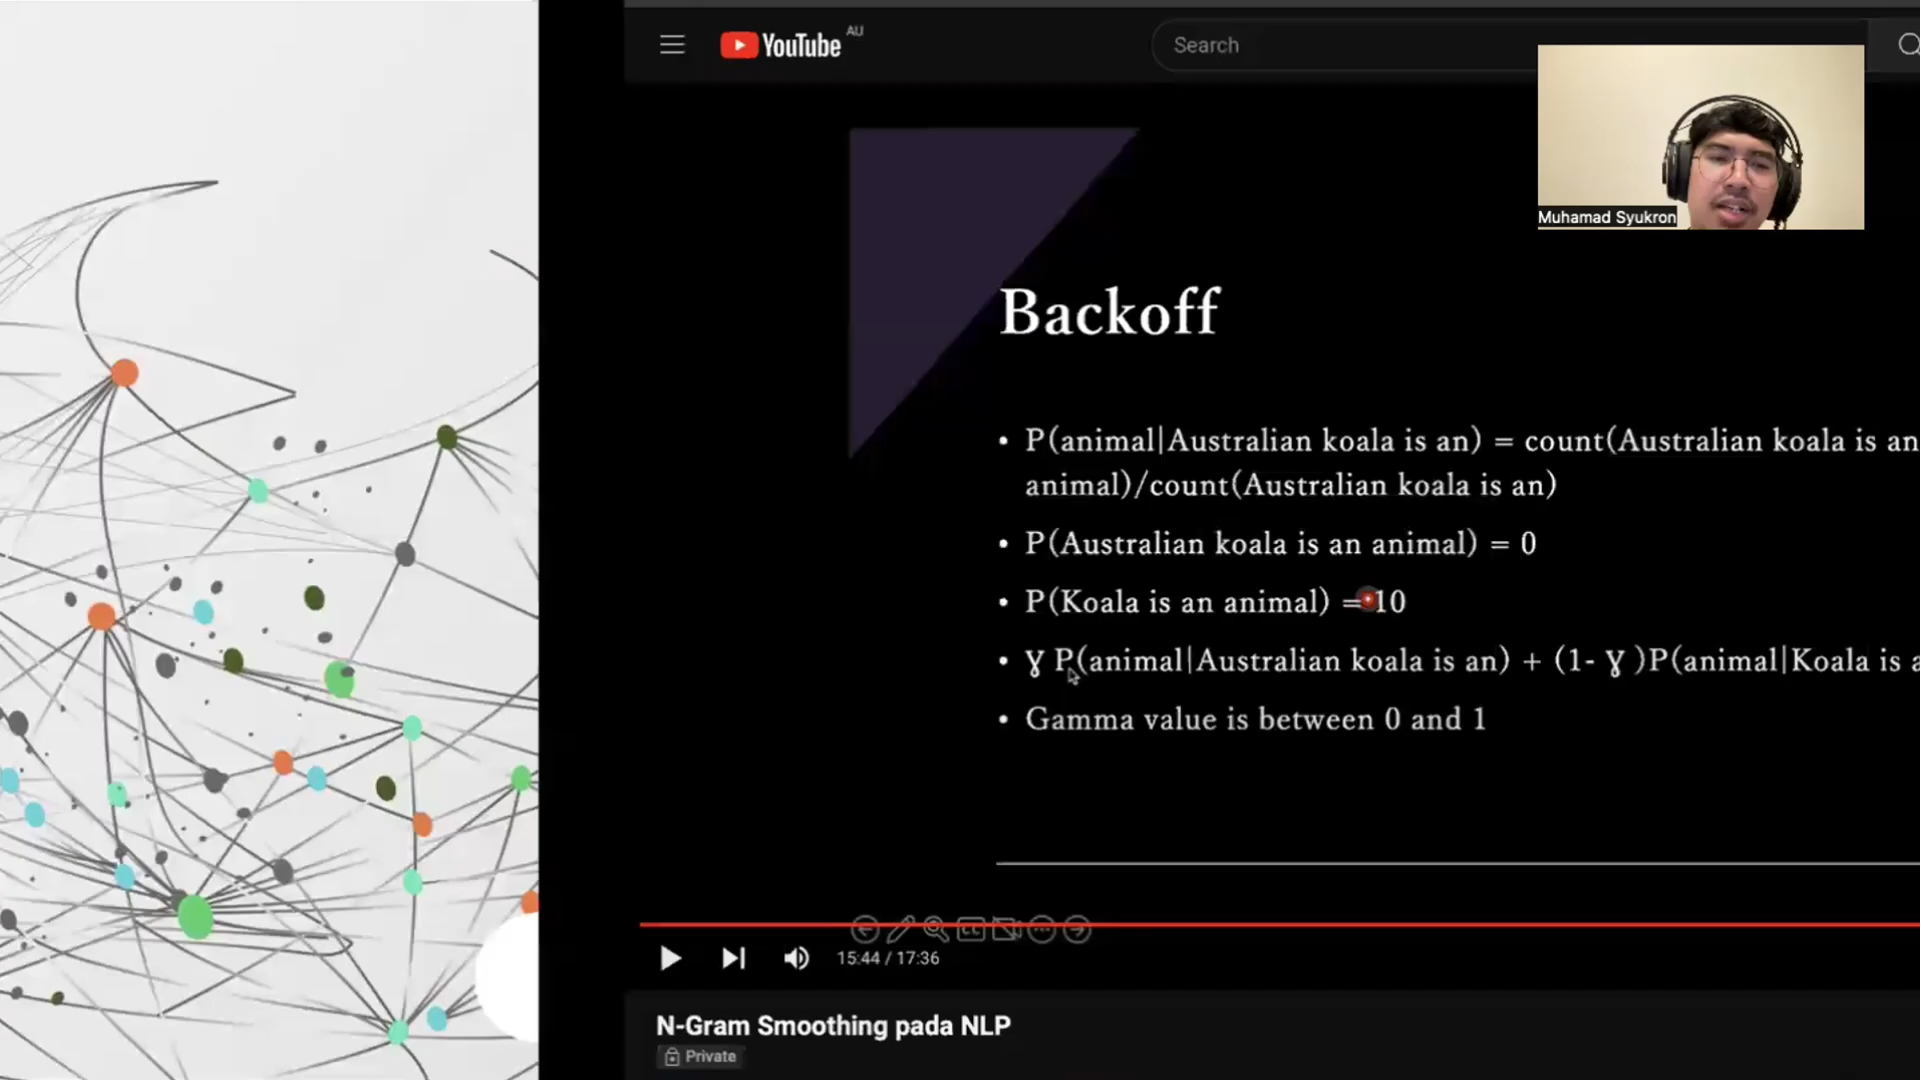 YouTube AU
Search
Muhamad Syukron
Backoff
• P(animal|Australian koala is an) = count(Australian koala is an
animal)/count(Australian koala is an)
• P(Australian koala is an animal) = 0
• P(Koala is an animal) = 10
• Ɣ P(animal|Australian koala is an) + (1- Ɣ )P(animal|Koala is a
• Gamma value is between 0 and 1
15:44 / 17:36
N-Gram Smoothing pada NLP
Private